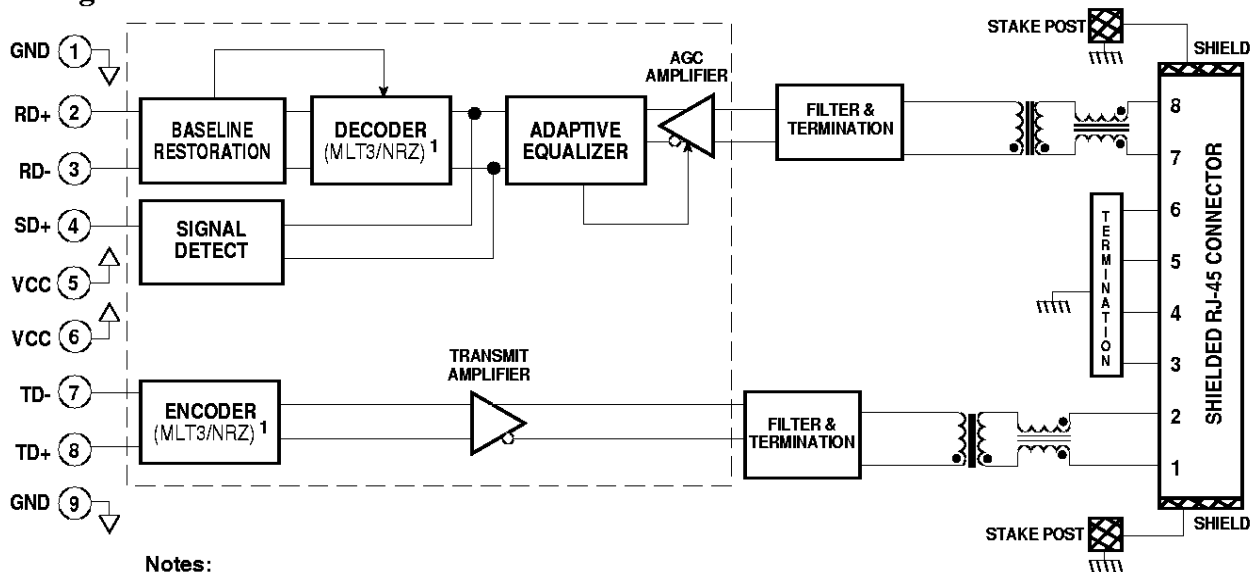 STAKE POST
SHIELD
GND 1
AGC
AMPLIFIER
RD+ 2
BASELINE
RESTORATION
DECODER
(MLT3/NRZ) 1
ADAPTIVE
EQUALIZER
FILTER &
TERMINATION
8
RD- 3
7
SD+ 4
SIGNAL
DETECT
VCC 5
VCC 6
TERMINATION
6
5
4
3
SHIELDED RJ-45 CONNECTOR
TRANSMIT
AMPLIFIER
TD- 7
ENCODER
(MLT3/NRZ) 1
TD+ 8
FILTER &
TERMINATION
2
1
GND 9
SHIELD
STAKE POST
Notes: